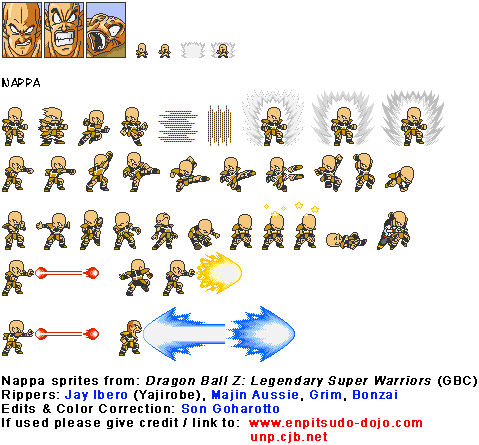 NAPPA
Nappa sprites from: Dragon Ball Z: Legendary Super Warriors (GBC)
Rippers: Jay Ibero (Yajirobe), Majin Aussie, Grim, Bonzai
Edits & Color Correction: Son Goharotto
If used please give credit / link to: www.enpitsudo-dojo.com
unp.cjb.net